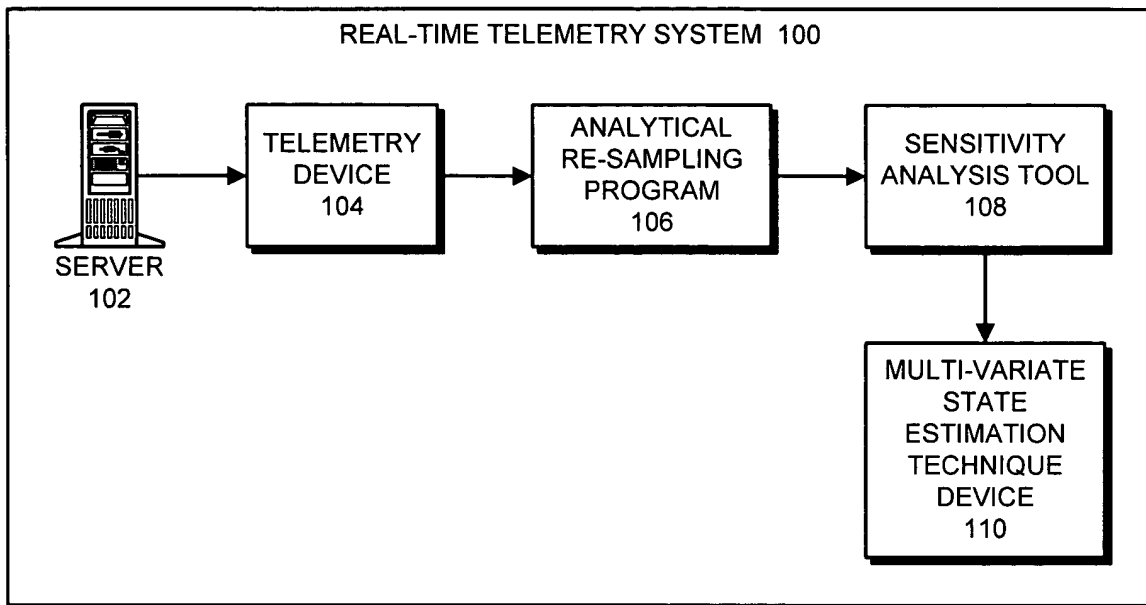 REAL-TIME TELEMETRY SYSTEM 100
SERVER
102
TELEMETRY
DEVICE
104
ANALYTICAL
RE-SAMPLING
PROGRAM
106
SENSITIVITY
ANALYSIS TOOL
108
MULTI-VARIATE
STATE
ESTIMATION
TECHNIQUE
DEVICE
110